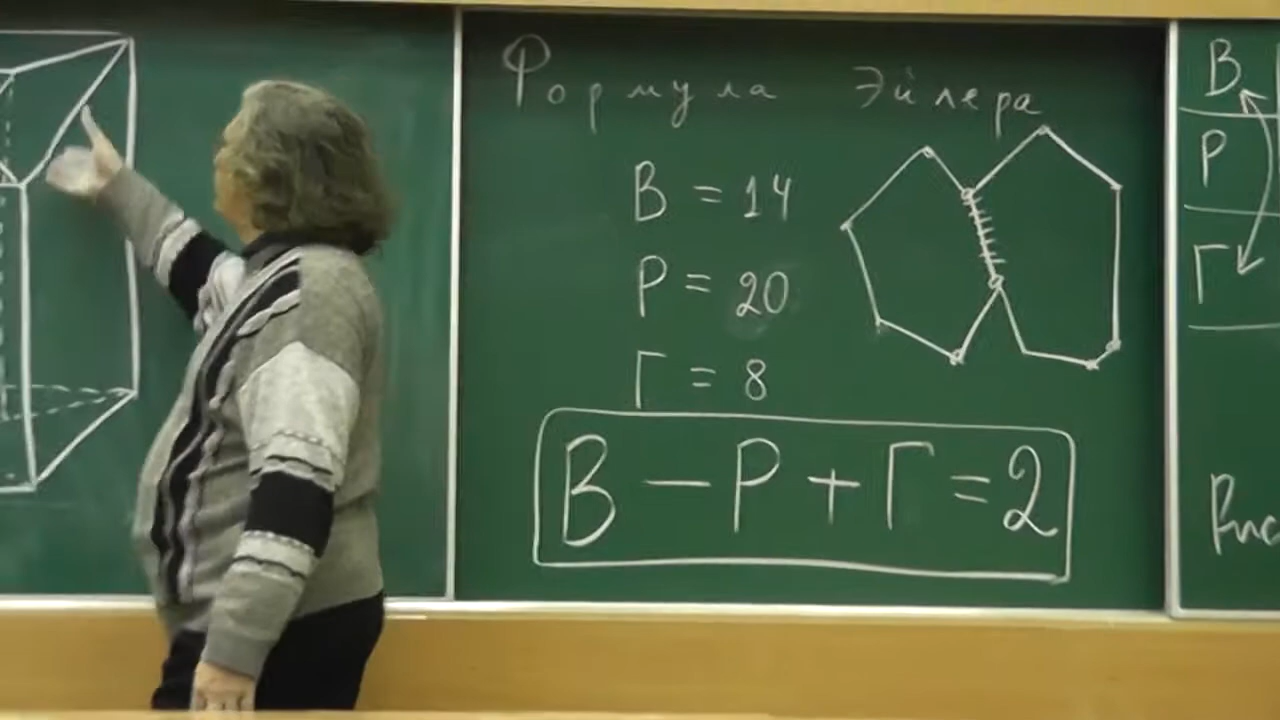 Формула Эйлера
В = 14
Р = 20
Г = 8
В − Р + Г = 2
В
Р
Г